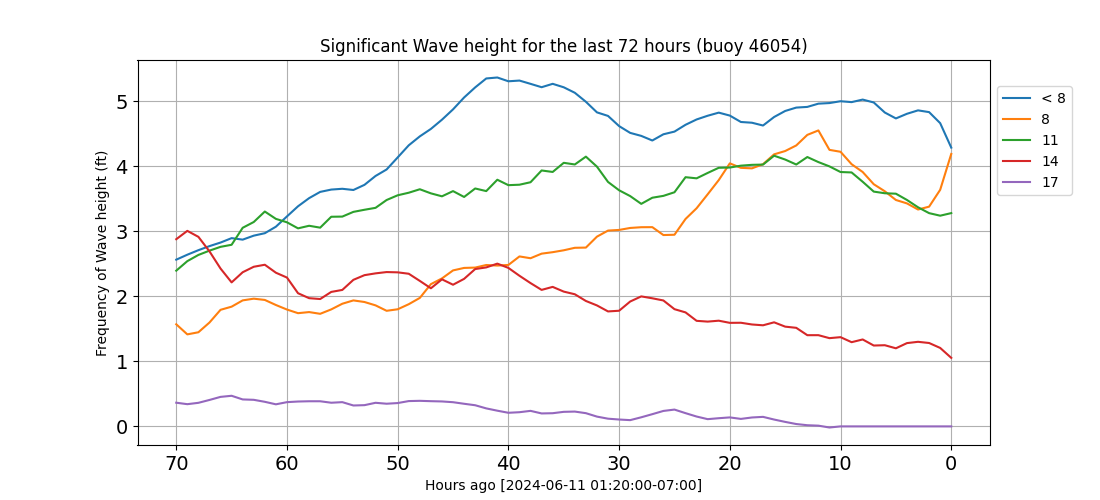 Significant Wave height for the last 72 hours (buoy 46054)
Frequency of Wave height (ft)
5
4
3
2
1
0
70 60 50 40 30 20 10 0
Hours ago [2024-06-11 01:20:00-07:00]
< 8
8
11
14
17